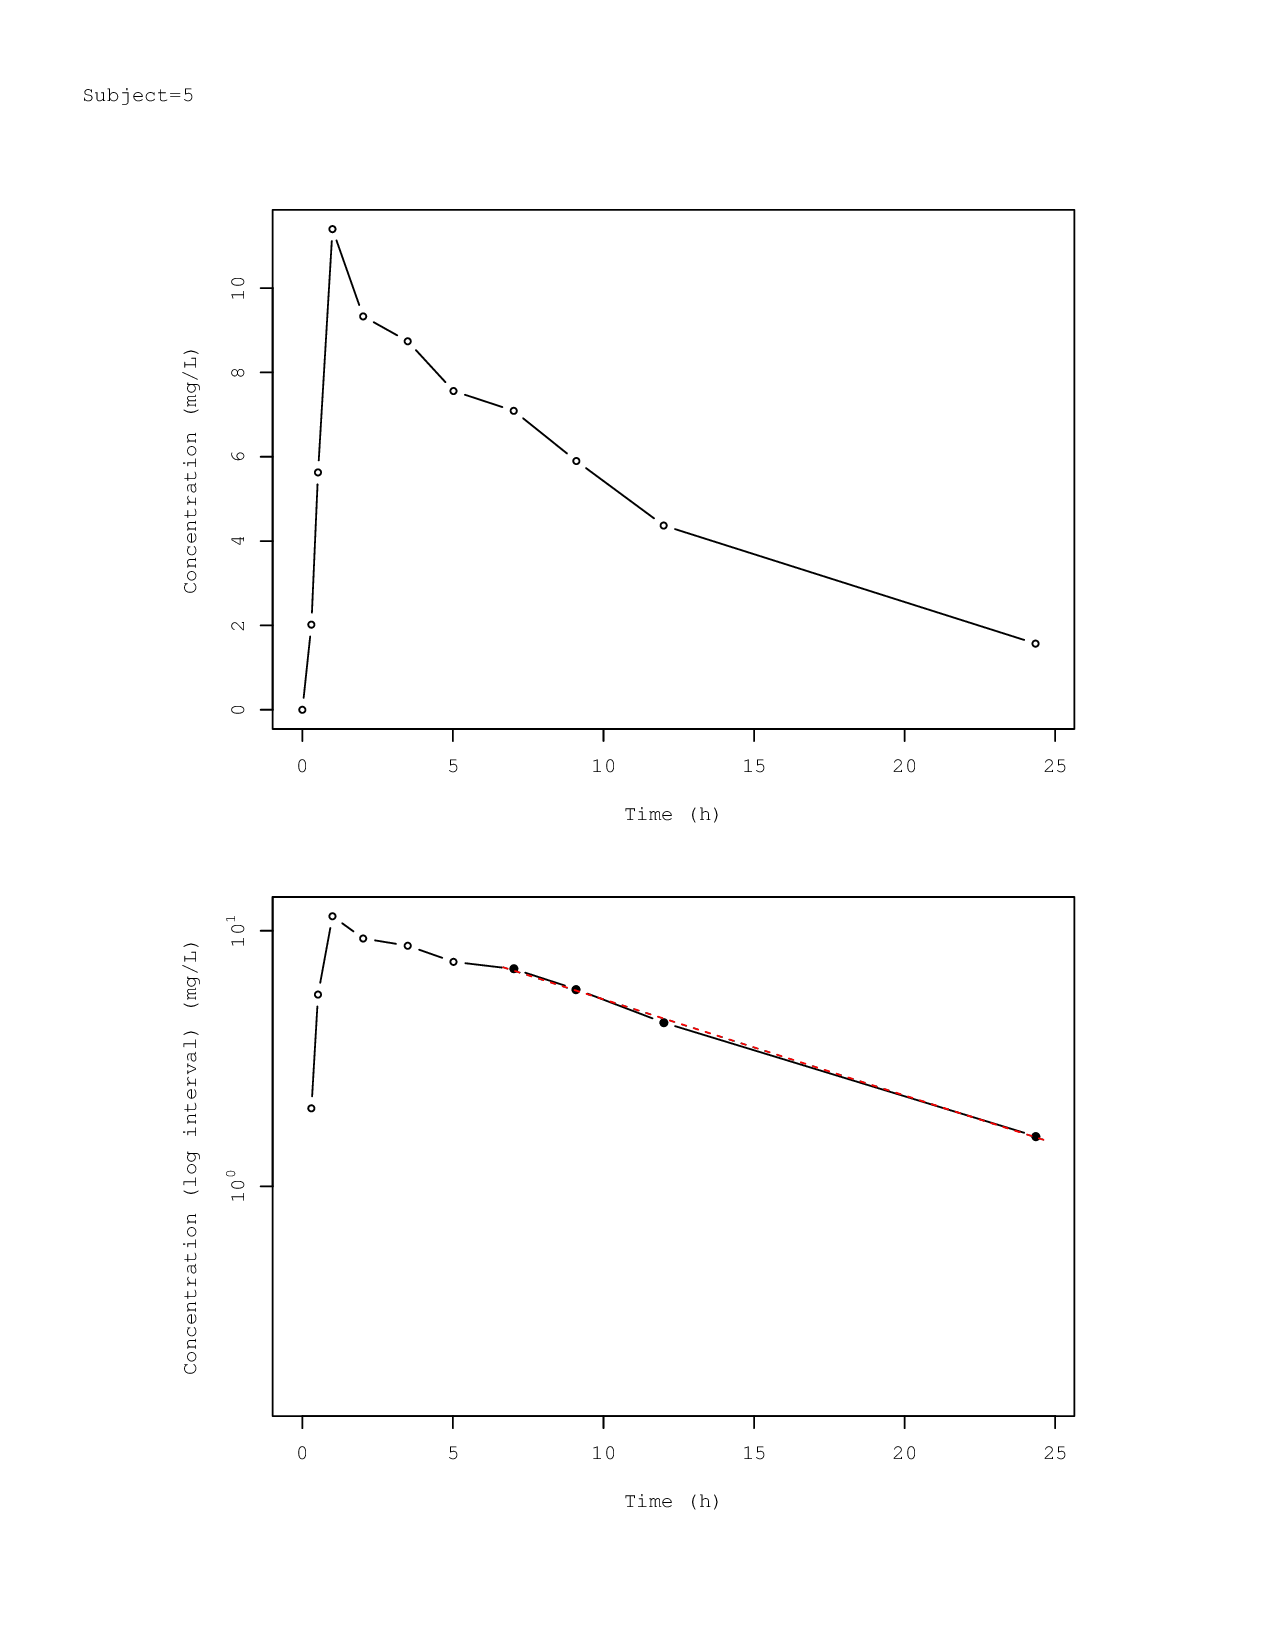 Subject=5
Concentration (mg/L)
10
8
6
4
2
0
0 5 10 15 20 25
Time (h)
Concentration (log interval) (mg/L)
10¹
10⁰
0 5 10 15 20 25
Time (h)